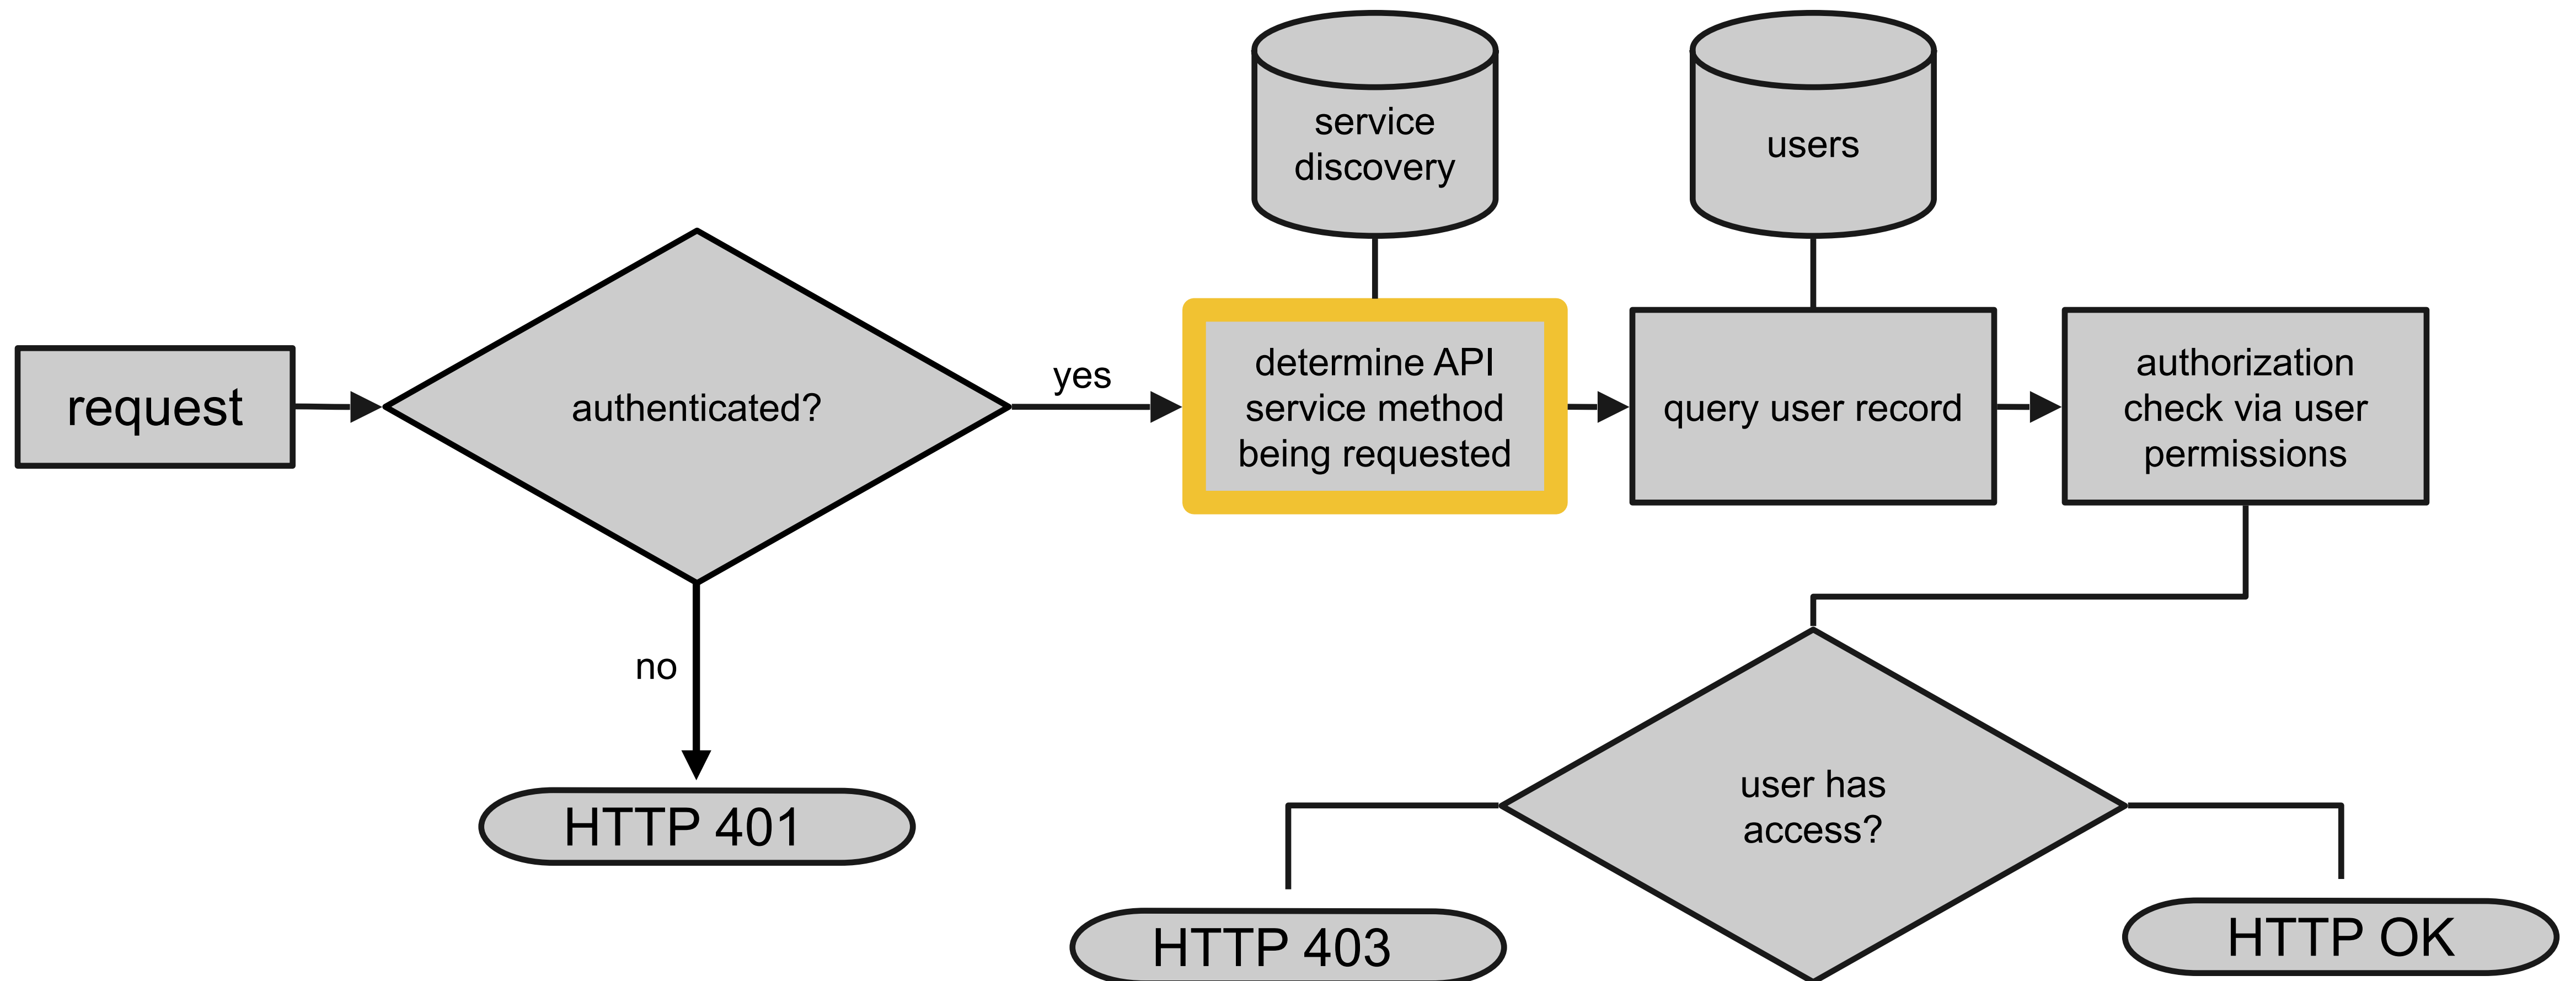 service
discovery
users
request
authenticated?
yes
determine API
service method
being requested
query user record
authorization
check via user
permissions
no
HTTP 401
user has
access?
HTTP 403
HTTP OK